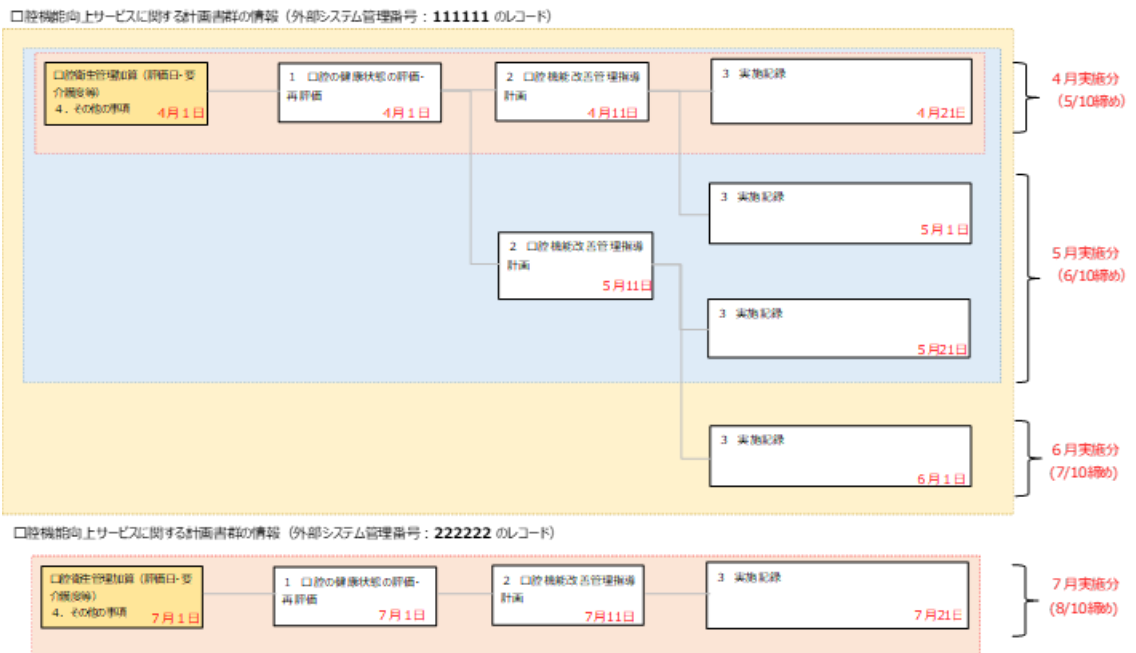 口腔機能向上サービスに関する計画書群の情報（外部システム管理番号：111111 のレコード）
口腔衛生管理加算（評価日・要
介護度等）
4．その他の事項
4月1日
1　口腔の健康状態の評価・
再評価
4月1日
2　口腔機能改善管理指導
計画
4月11日
3　実施記録
4月21日
4月実施分
（5/10締め）
3　実施記録
5月1日
2　口腔機能改善管理指導
計画
5月11日
5月実施分
（6/10締め）
3　実施記録
5月21日
3　実施記録
6月1日
6月実施分
(7/10締め)
口腔機能向上サービスに関する計画書群の情報（外部システム管理番号：222222 のレコード）
口腔衛生管理加算（評価日・要
介護度等）
4．その他の事項
7月1日
1　口腔の健康状態の評価・
再評価
7月1日
2　口腔機能改善管理指導
計画
7月11日
3　実施記録
7月21日
7月実施分
(8/10締め)